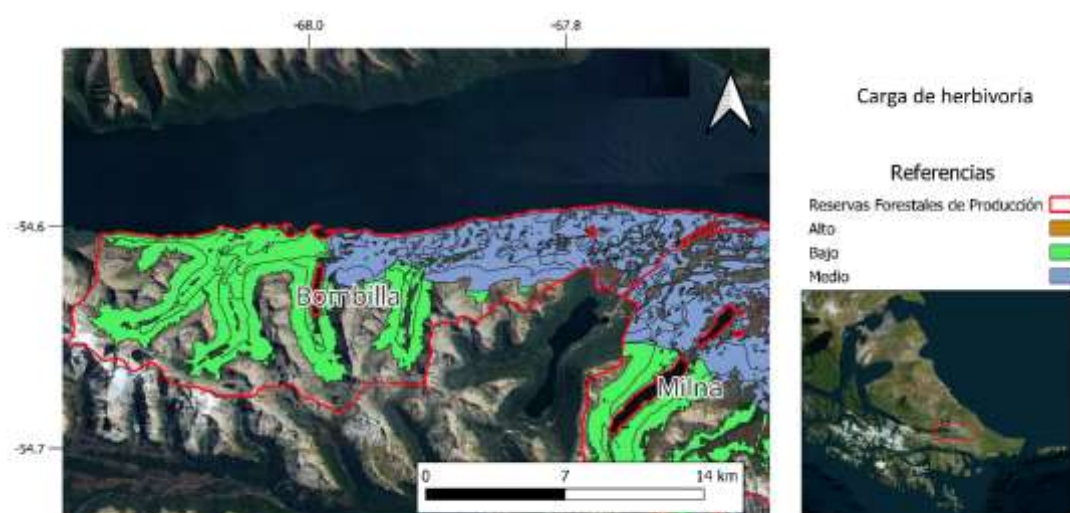 -68.0
-67.8
Carga de herbivoría
Referencias
Reservas Forestales de Producción
Alto
Bajo
Medio
-54.6
Bombilla
Milna
-54.7
0
7
14 km